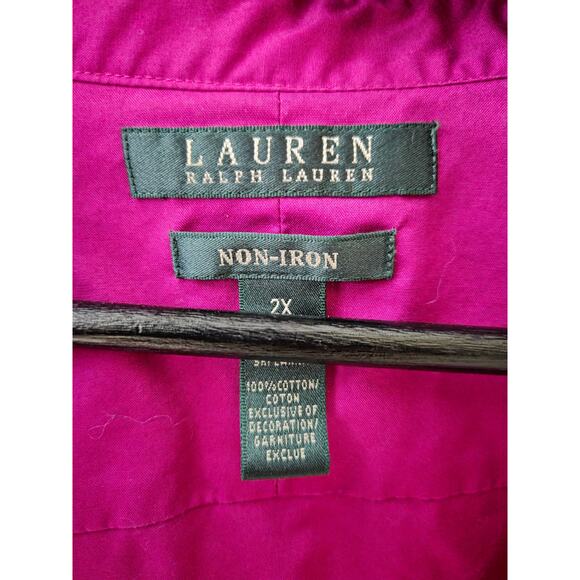 LAUREN
RALPH LAUREN
NON-IRON
2X
100%COTTON/
COTON
EXCLUSIVE OF
DECORATION/
GARNITURE
EXCLUE